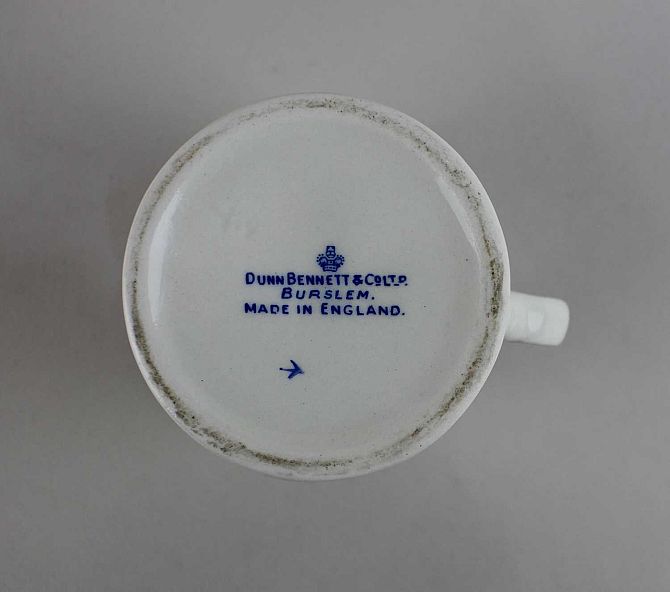 DUNN BENNETT & CO LTD.
BURSLEM.
MADE IN ENGLAND.